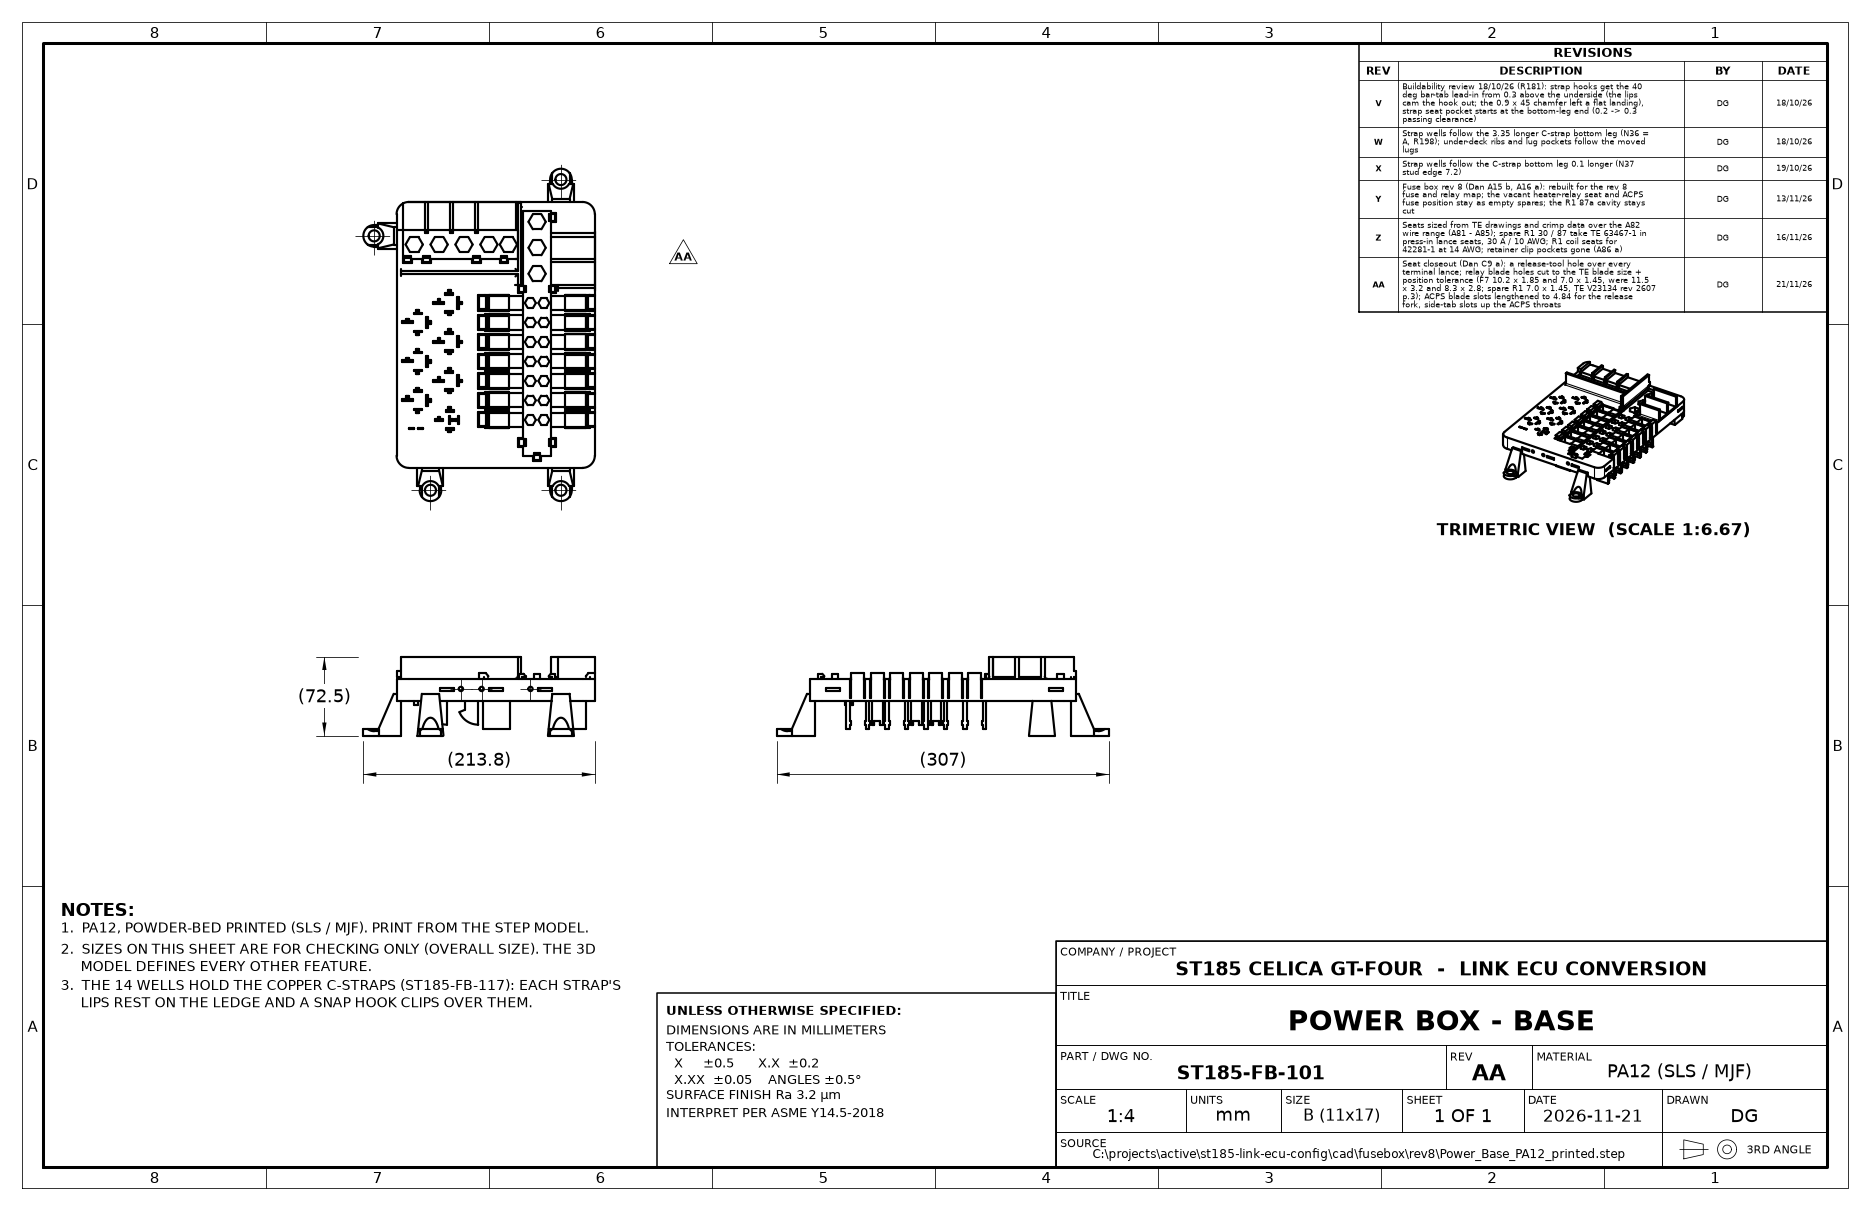 8 7 6 5 4 3 2 1
REVISIONS
REV DESCRIPTION BY DATE
V Buildability review 18/10/26 (R181): strap hooks get the 40 DG 18/10/26
deg bar-tab lead-in from 0.3 above the underside (the lips
cam the hook out; the 0.9 x 45 chamfer left a flat landing),
strap seat pocket starts at the bottom-leg end (0.2 -> 0.3
passing clearance)
W Strap wells follow the 3.35 longer C-strap bottom leg (N36 = DG 18/10/26
A, R198); under-deck ribs and lug pockets follow the moved
lugs
X Strap wells follow the C-strap bottom leg 0.1 longer (N37 DG 19/10/26
stud edge 7.2)
Y Fuse box rev 8 (Dan A15 b, A16 a): rebuilt for the rev 8 DG 13/11/26
fuse and relay map; the vacant heater-relay seat and ACPS
fuse position stay as empty spares; the R1 87a cavity stays
cut
Z Seats sized from TE drawings and crimp data over the A82 DG 16/11/26
wire range (A81 - A85); spare R1 30 / 87 take TE 63467-1 in
press-in lance seats, 30 A / 10 AWG; R1 coil seats for
42281-1 at 14 AWG; retainer clip pockets gone (A86 a)
AA Seat closeout (Dan C9 a): a release-tool hole over every DG 21/11/26
terminal lance; relay blade holes cut to the TE blade size +
position tolerance (F7 10.2 x 1.85 and 7.0 x 1.45, were 11.5
x 3.2 and 8.3 x 2.8; spare R1 7.0 x 1.45, TE V23134 rev 2607
p.3); ACPS blade slots lengthened to 4.84 for the release
fork, side-tab slots up the ACPS throats
D D
AA
C C
TRIMETRIC VIEW (SCALE 1:6.67)
(72.5)
B B
(213.8)
(307)
NOTES:
1. PA12, POWDER-BED PRINTED (SLS / MJF). PRINT FROM THE STEP MODEL.
2. SIZES ON THIS SHEET ARE FOR CHECKING ONLY (OVERALL SIZE). THE 3D
MODEL DEFINES EVERY OTHER FEATURE.
3. THE 14 WELLS HOLD THE COPPER C-STRAPS (ST185-FB-117): EACH STRAP'S
LIPS REST ON THE LEDGE AND A SNAP HOOK CLIPS OVER THEM.
A A
UNLESS OTHERWISE SPECIFIED:
DIMENSIONS ARE IN MILLIMETERS
TOLERANCES:
X ±0.5 X.X ±0.2
X.XX ±0.05 ANGLES ±0.5°
SURFACE FINISH Ra 3.2 µm
INTERPRET PER ASME Y14.5-2018
COMPANY / PROJECT
ST185 CELICA GT-FOUR - LINK ECU CONVERSION
TITLE
POWER BOX - BASE
PART / DWG NO. REV MATERIAL
ST185-FB-101 AA PA12 (SLS / MJF)
SCALE UNITS SIZE SHEET DATE DRAWN
1:4 mm B (11x17) 1 OF 1 2026-11-21 DG
SOURCE
C:\projects\active\st185-link-ecu-config\cad\fusebox\rev8\Power_Base_PA12_printed.step
3RD ANGLE
8 7 6 5 4 3 2 1